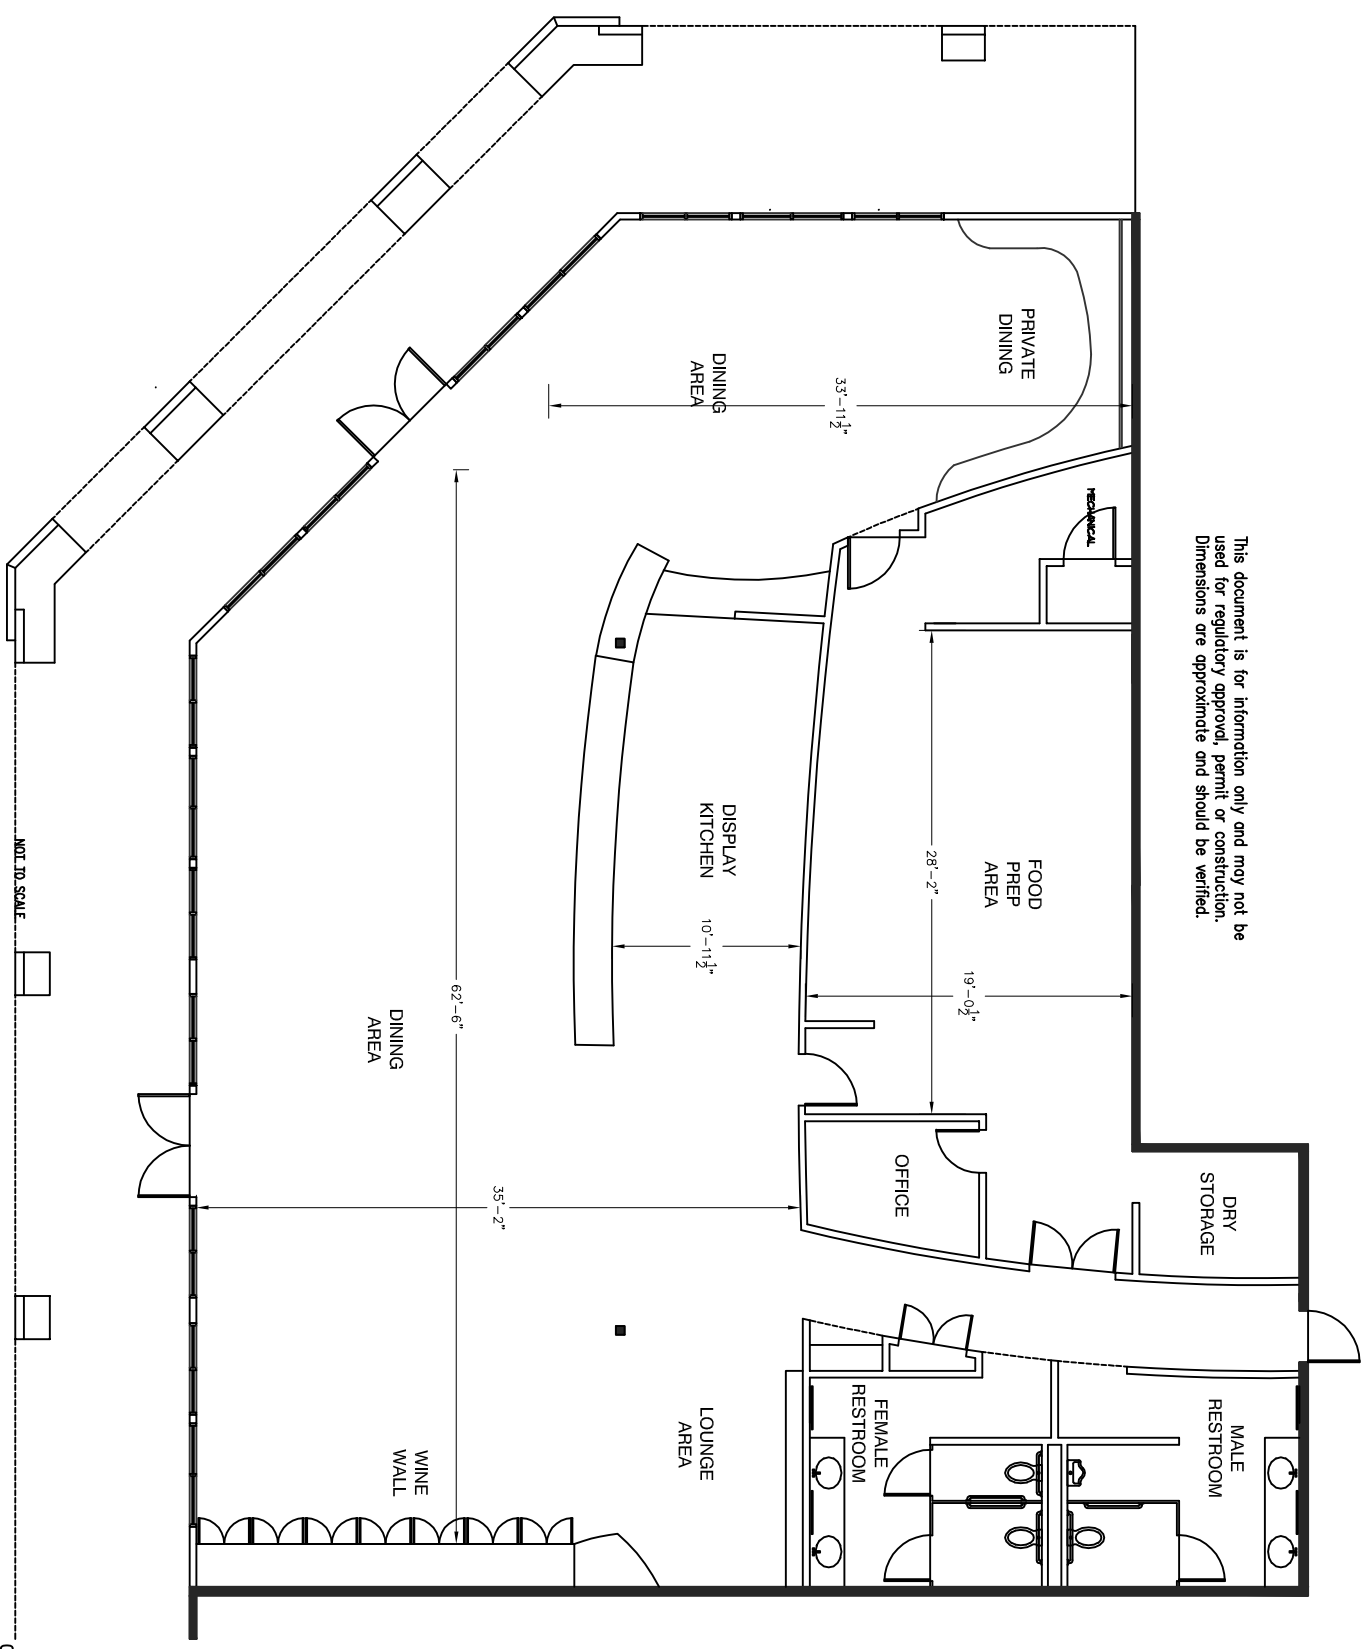 This document is for information only and may not be
used for regulatory approval, permit or construction.
Dimensions are approximate and should be verified.
PRIVATE
DINING
DINING
AREA
33'-11½"
MECHANICAL
FOOD
PREP
AREA
28'-2"
19'-0½"
DISPLAY
KITCHEN
10'-11½"
62'-6"
DINING
AREA
NOT TO SCALE
DRY
STORAGE
OFFICE
35'-2"
MALE
RESTROOM
FEMALE
RESTROOM
LOUNGE
AREA
WINE
WALL